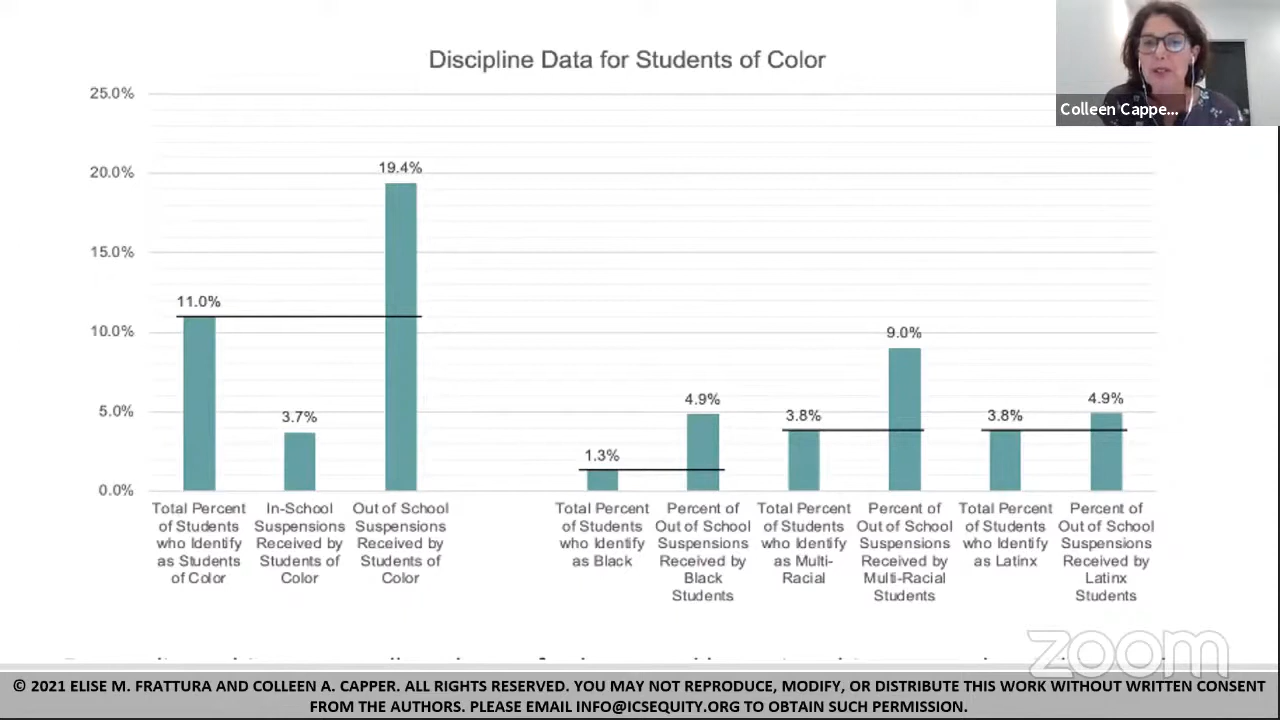 Discipline Data for Students of Color
Colleen Cappe...
25.0%
20.0%
15.0%
10.0%
5.0%
0.0%
11.0%
3.7%
19.4%
1.3%
4.9%
3.8%
9.0%
3.8%
4.9%
Total Percent
of Students
who Identify
as Students
of Color
In-School
Suspensions
Received by
Students of
Color
Out of School
Suspensions
Received by
Students of
Color
Total Percent
of Students
who Identify
as Black
Percent of
Out of School
Suspensions
Received by
Black
Students
Total Percent
of Students
who Identify
as Multi-
Racial
Percent of
Out of School
Suspensions
Received by
Multi-Racial
Students
Total Percent
of Students
who Identify
as Latinx
Percent of
Out of School
Suspensions
Received by
Latinx
Students
zoom
© 2021 ELISE M. FRATTURA AND COLLEEN A. CAPPER. ALL RIGHTS RESERVED. YOU MAY NOT REPRODUCE, MODIFY, OR DISTRIBUTE THIS WORK WITHOUT WRITTEN CONSENT
FROM THE AUTHORS. PLEASE EMAIL INFO@ICSEQUITY.ORG TO OBTAIN SUCH PERMISSION.